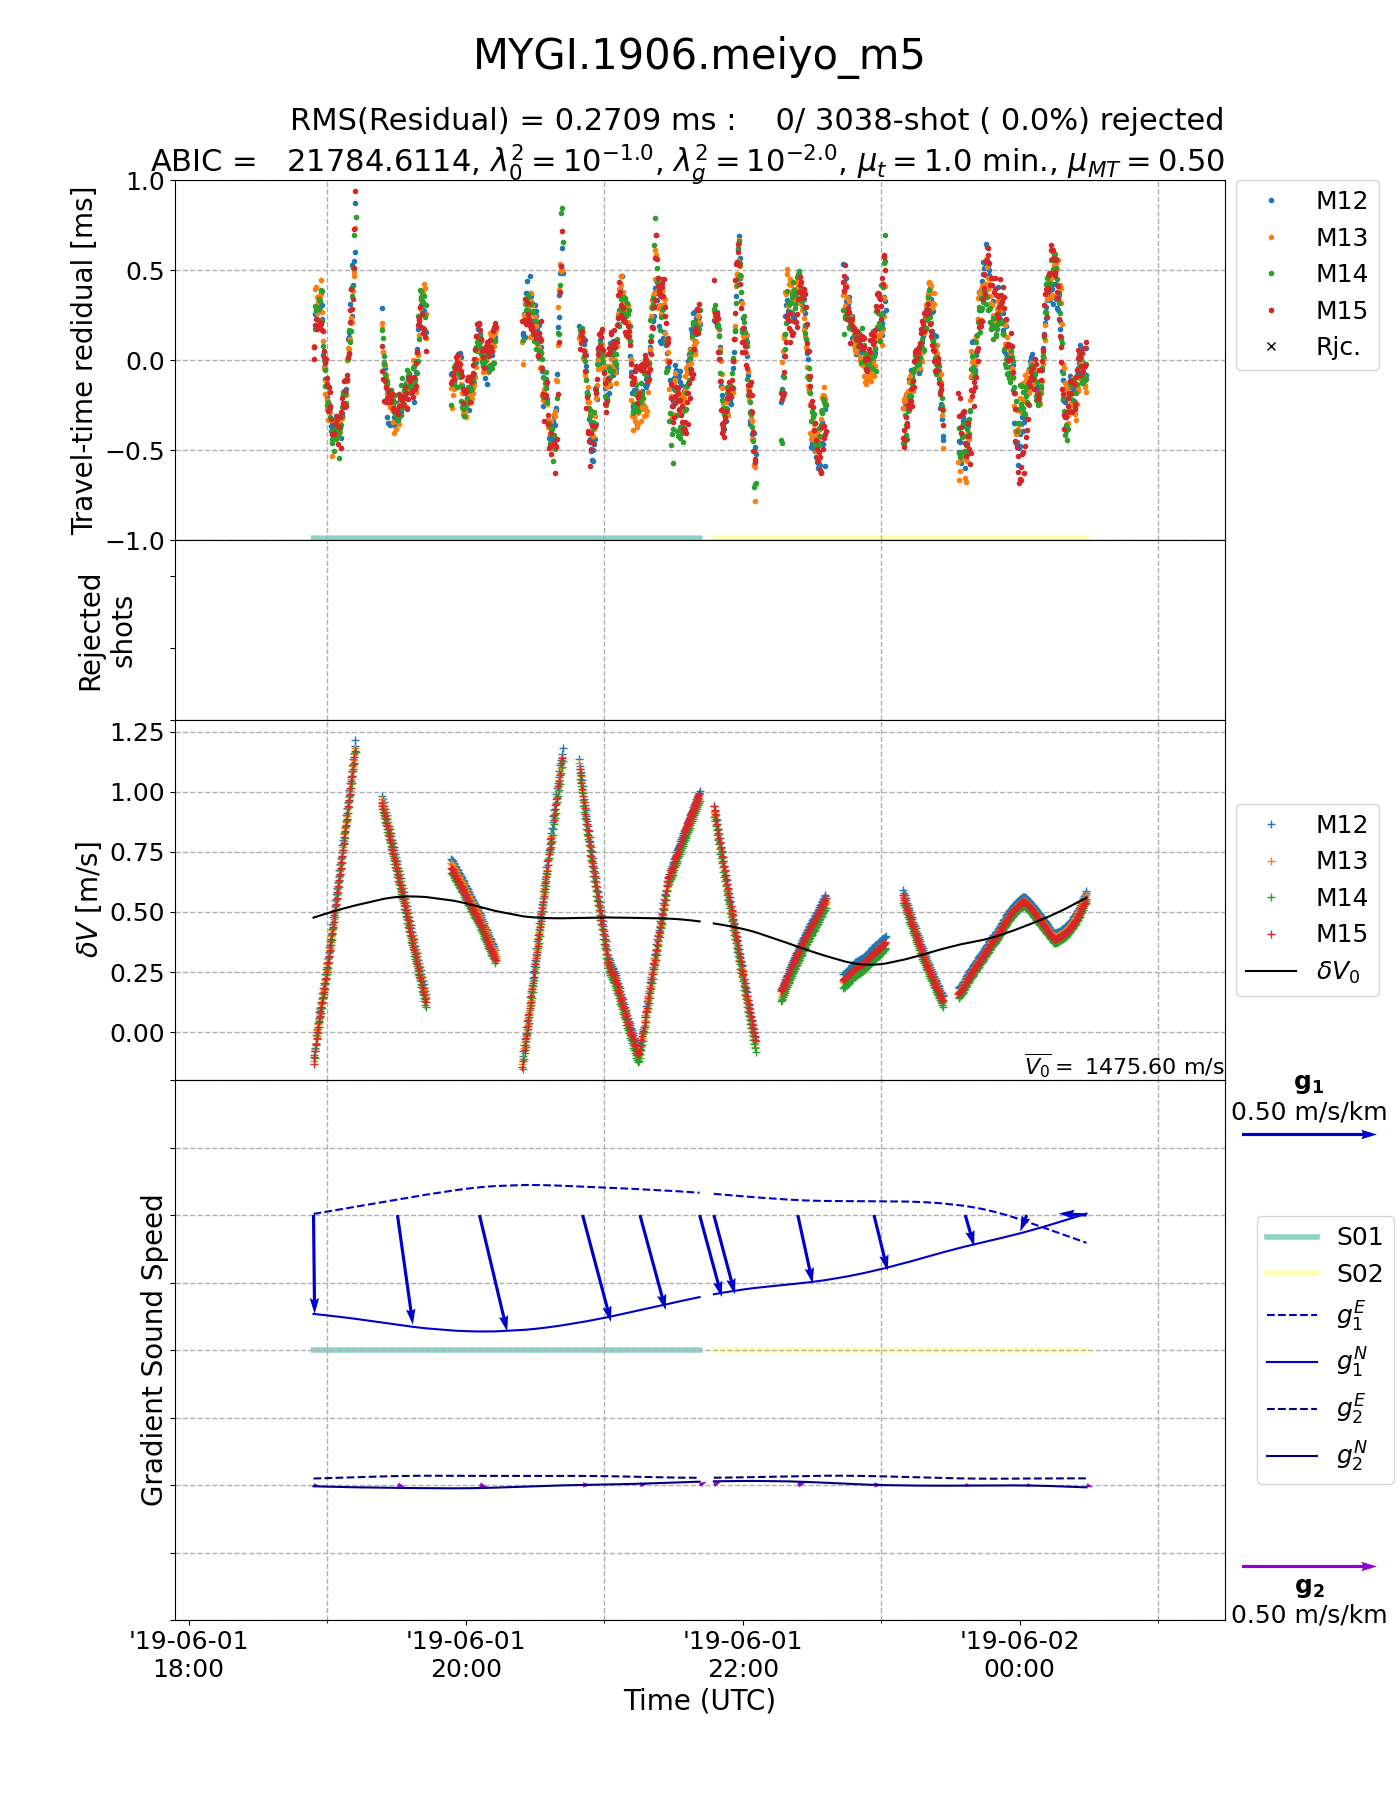 MYGI.1906.meiyo_m5
RMS(Residual) = 0.2709 ms :    0/ 3038-shot ( 0.0%) rejected
ABIC =   21784.6114, λ₀² = 10⁻¹·⁰, λ_g² = 10⁻²·⁰, μ_t = 1.0 min., μ_MT = 0.50
Travel-time redidual [ms]
1.0
0.5
0.0
−0.5
−1.0
M12
M13
M14
M15
Rjc.
Rejected
shots
δV [m/s]
1.25
1.00
0.75
0.50
0.25
0.00
V₀ = 1475.60 m/s
M12
M13
M14
M15
δV₀
Gradient Sound Speed
g₁
0.50 m/s/km
S01
S02
g₁ᴱ
g₁ᴺ
g₂ᴱ
g₂ᴺ
g₂
0.50 m/s/km
'19-06-01
18:00
'19-06-01
20:00
'19-06-01
22:00
'19-06-02
00:00
Time (UTC)